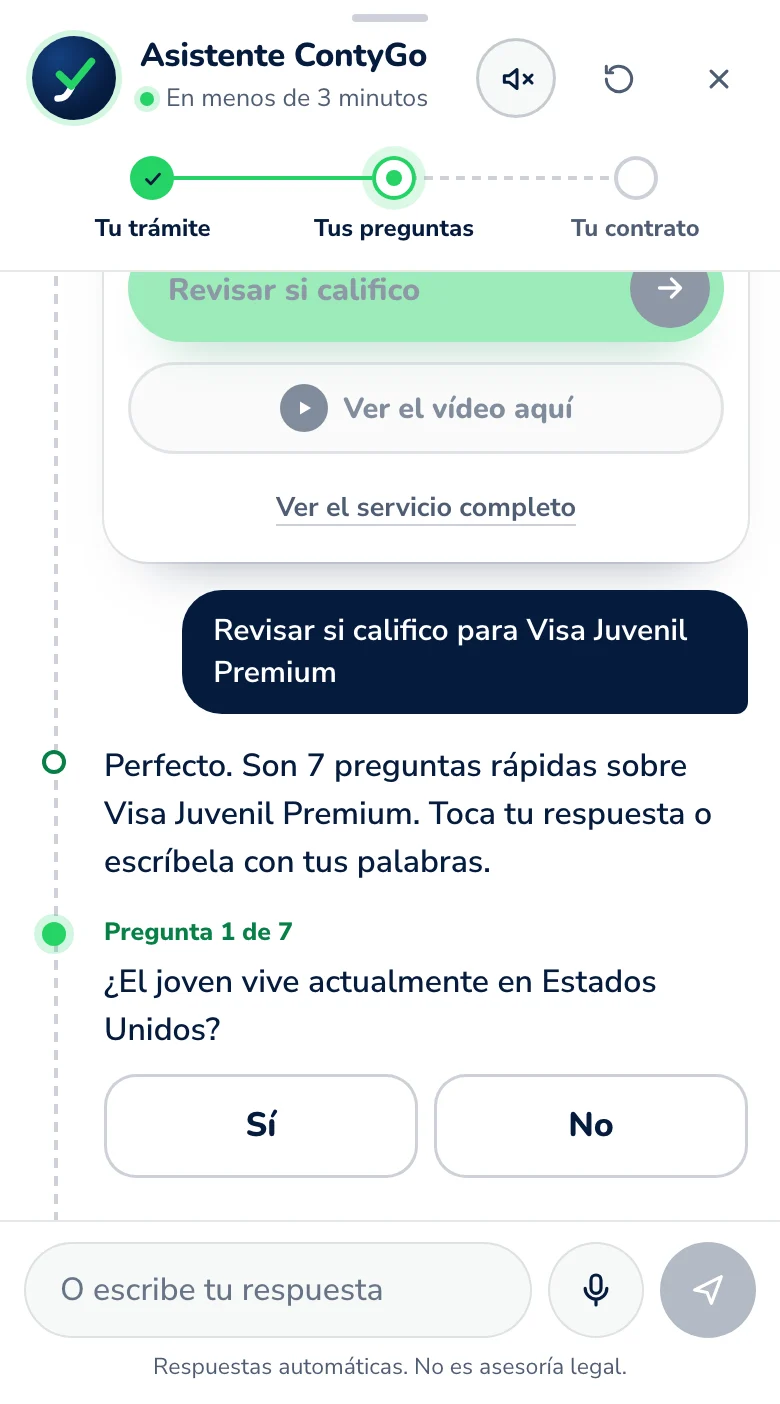 Asistente ContyGo
En menos de 3 minutos
Tu trámite
Tus preguntas
Tu contrato
Revisar si califico
Ver el vídeo aquí
Ver el servicio completo
Revisar si califico para Visa Juvenil
Premium
Perfecto. Son 7 preguntas rápidas sobre
Visa Juvenil Premium. Toca tu respuesta o
escríbela con tus palabras.
Pregunta 1 de 7
¿El joven vive actualmente en Estados
Unidos?
Sí
No
O escribe tu respuesta
Respuestas automáticas. No es asesoría legal.